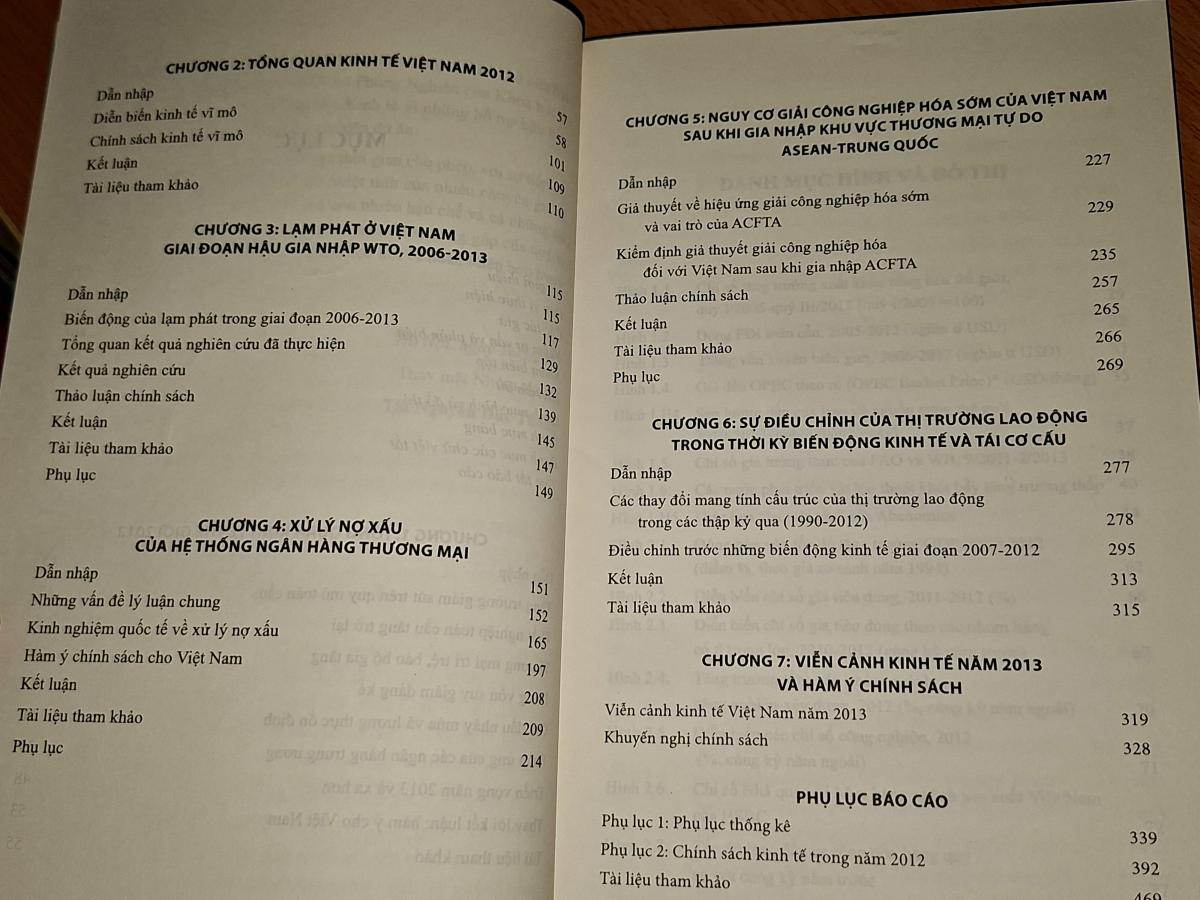 CHƯƠNG 2: TỔNG QUAN KINH TẾ VIỆT NAM 2012
Dẫn nhập 57
Diễn biến kinh tế vĩ mô 58
Chính sách kinh tế vĩ mô 101
Kết luận 109
Tài liệu tham khảo 110
CHƯƠNG 3: LẠM PHÁT Ở VIỆT NAM
GIAI ĐOẠN HẬU GIA NHẬP WTO, 2006-2013 115
Dẫn nhập 115
Biến động của lạm phát trong giai đoạn 2006-2013 117
Tổng quan kết quả nghiên cứu đã thực hiện 129
Kết quả nghiên cứu 132
Thảo luận chính sách 139
Kết luận 145
Tài liệu tham khảo 147
Phụ lục 149
CHƯƠNG 4: XỬ LÝ NỢ XẤU
CỦA HỆ THỐNG NGÂN HÀNG THƯƠNG MẠI
Dẫn nhập 151
Những vấn đề lý luận chung 152
Kinh nghiệm quốc tế về xử lý nợ xấu 165
Hàm ý chính sách cho Việt Nam 197
Kết luận 208
Tài liệu tham khảo 209
Phụ lục 214
CHƯƠNG 5: NGUY CƠ GIẢI CÔNG NGHIỆP HÓA SỚM CỦA VIỆT NAM
SAU KHI GIA NHẬP KHU VỰC THƯƠNG MẠI TỰ DO
ASEAN-TRUNG QUỐC
Dẫn nhập 227
Giả thuyết về hiệu ứng giải công nghiệp hóa sớm
và vai trò của ACFTA 229
Kiểm định giả thuyết giải công nghiệp hóa
đối với Việt Nam sau khi gia nhập ACFTA 235
Thảo luận chính sách 257
Kết luận 265
Tài liệu tham khảo 266
Phụ lục 269
CHƯƠNG 6: SỰ ĐIỀU CHỈNH CỦA THỊ TRƯỜNG LAO ĐỘNG
TRONG THỜI KỲ BIẾN ĐỘNG KINH TẾ VÀ TÁI CƠ CẤU
Dẫn nhập 277
Các thay đổi mang tính cấu trúc của thị trường lao động
trong các thập kỷ qua (1990-2012) 278
Điều chỉnh trước những biến động kinh tế giai đoạn 2007-2012 295
Kết luận 313
Tài liệu tham khảo 315
CHƯƠNG 7: VIỄN CẢNH KINH TẾ NĂM 2013
VÀ HÀM Ý CHÍNH SÁCH
Viễn cảnh kinh tế Việt Nam năm 2013 319
Khuyến nghị chính sách 328
PHỤ LỤC BÁO CÁO
Phụ lục 1: Phụ lục thống kê 339
Phụ lục 2: Chính sách kinh tế trong năm 2012 392
Tài liệu tham khảo 469